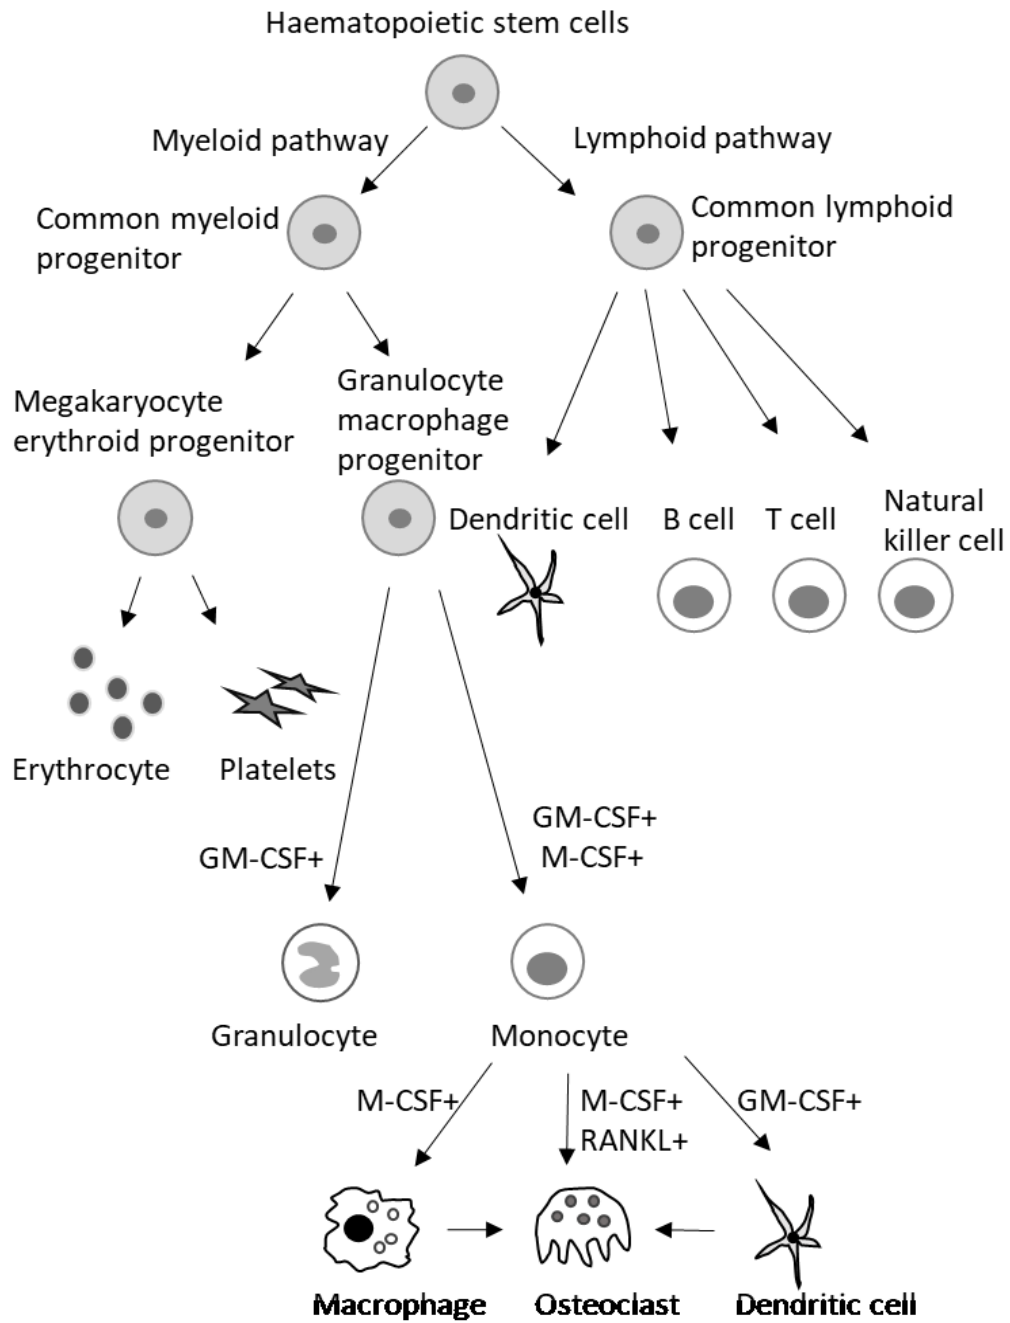 Haematopoietic stem cells
Myeloid pathway
Lymphoid pathway
Common myeloid
progenitor
Common lymphoid
progenitor
Megakaryocyte
erythroid progenitor
Granulocyte
macrophage
progenitor
Dendritic cell
B cell
T cell
Natural
killer cell
Erythrocyte
Platelets
GM-CSF+
GM-CSF+
M-CSF+
Granulocyte
Monocyte
M-CSF+
M-CSF+
RANKL+
GM-CSF+
Macrophage
Osteoclast
Dendritic cell